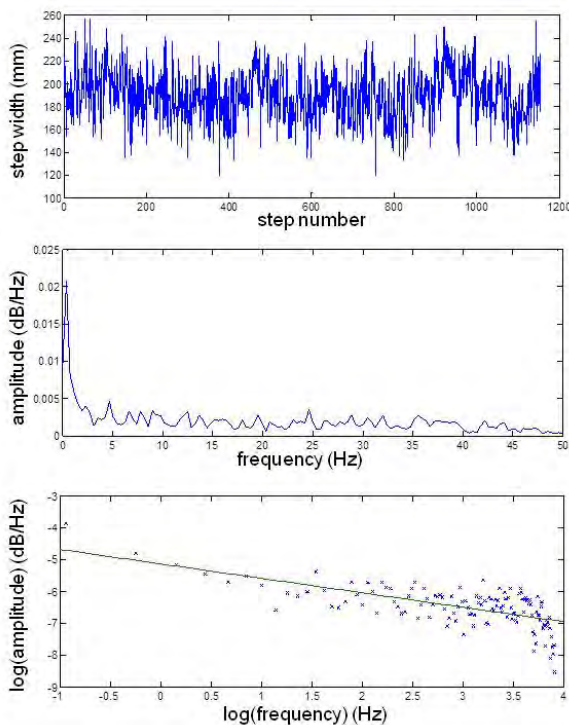 260
240
220
200
180
160
140
120
100
step width (mm)
0 200 400 600 800 1000 1200
step number
0.025
0.02
0.015
0.01
0.005
0
amplitude (dB/Hz)
0 5 10 15 20 25 30 35 40 45 50
frequency (Hz)
-3
-4
-5
-6
-7
-8
-9
log(amplitude) (dB/Hz)
-1 -0.5 0 0.5 1 1.5 2 2.5 3 3.5 4
log(frequency) (Hz)